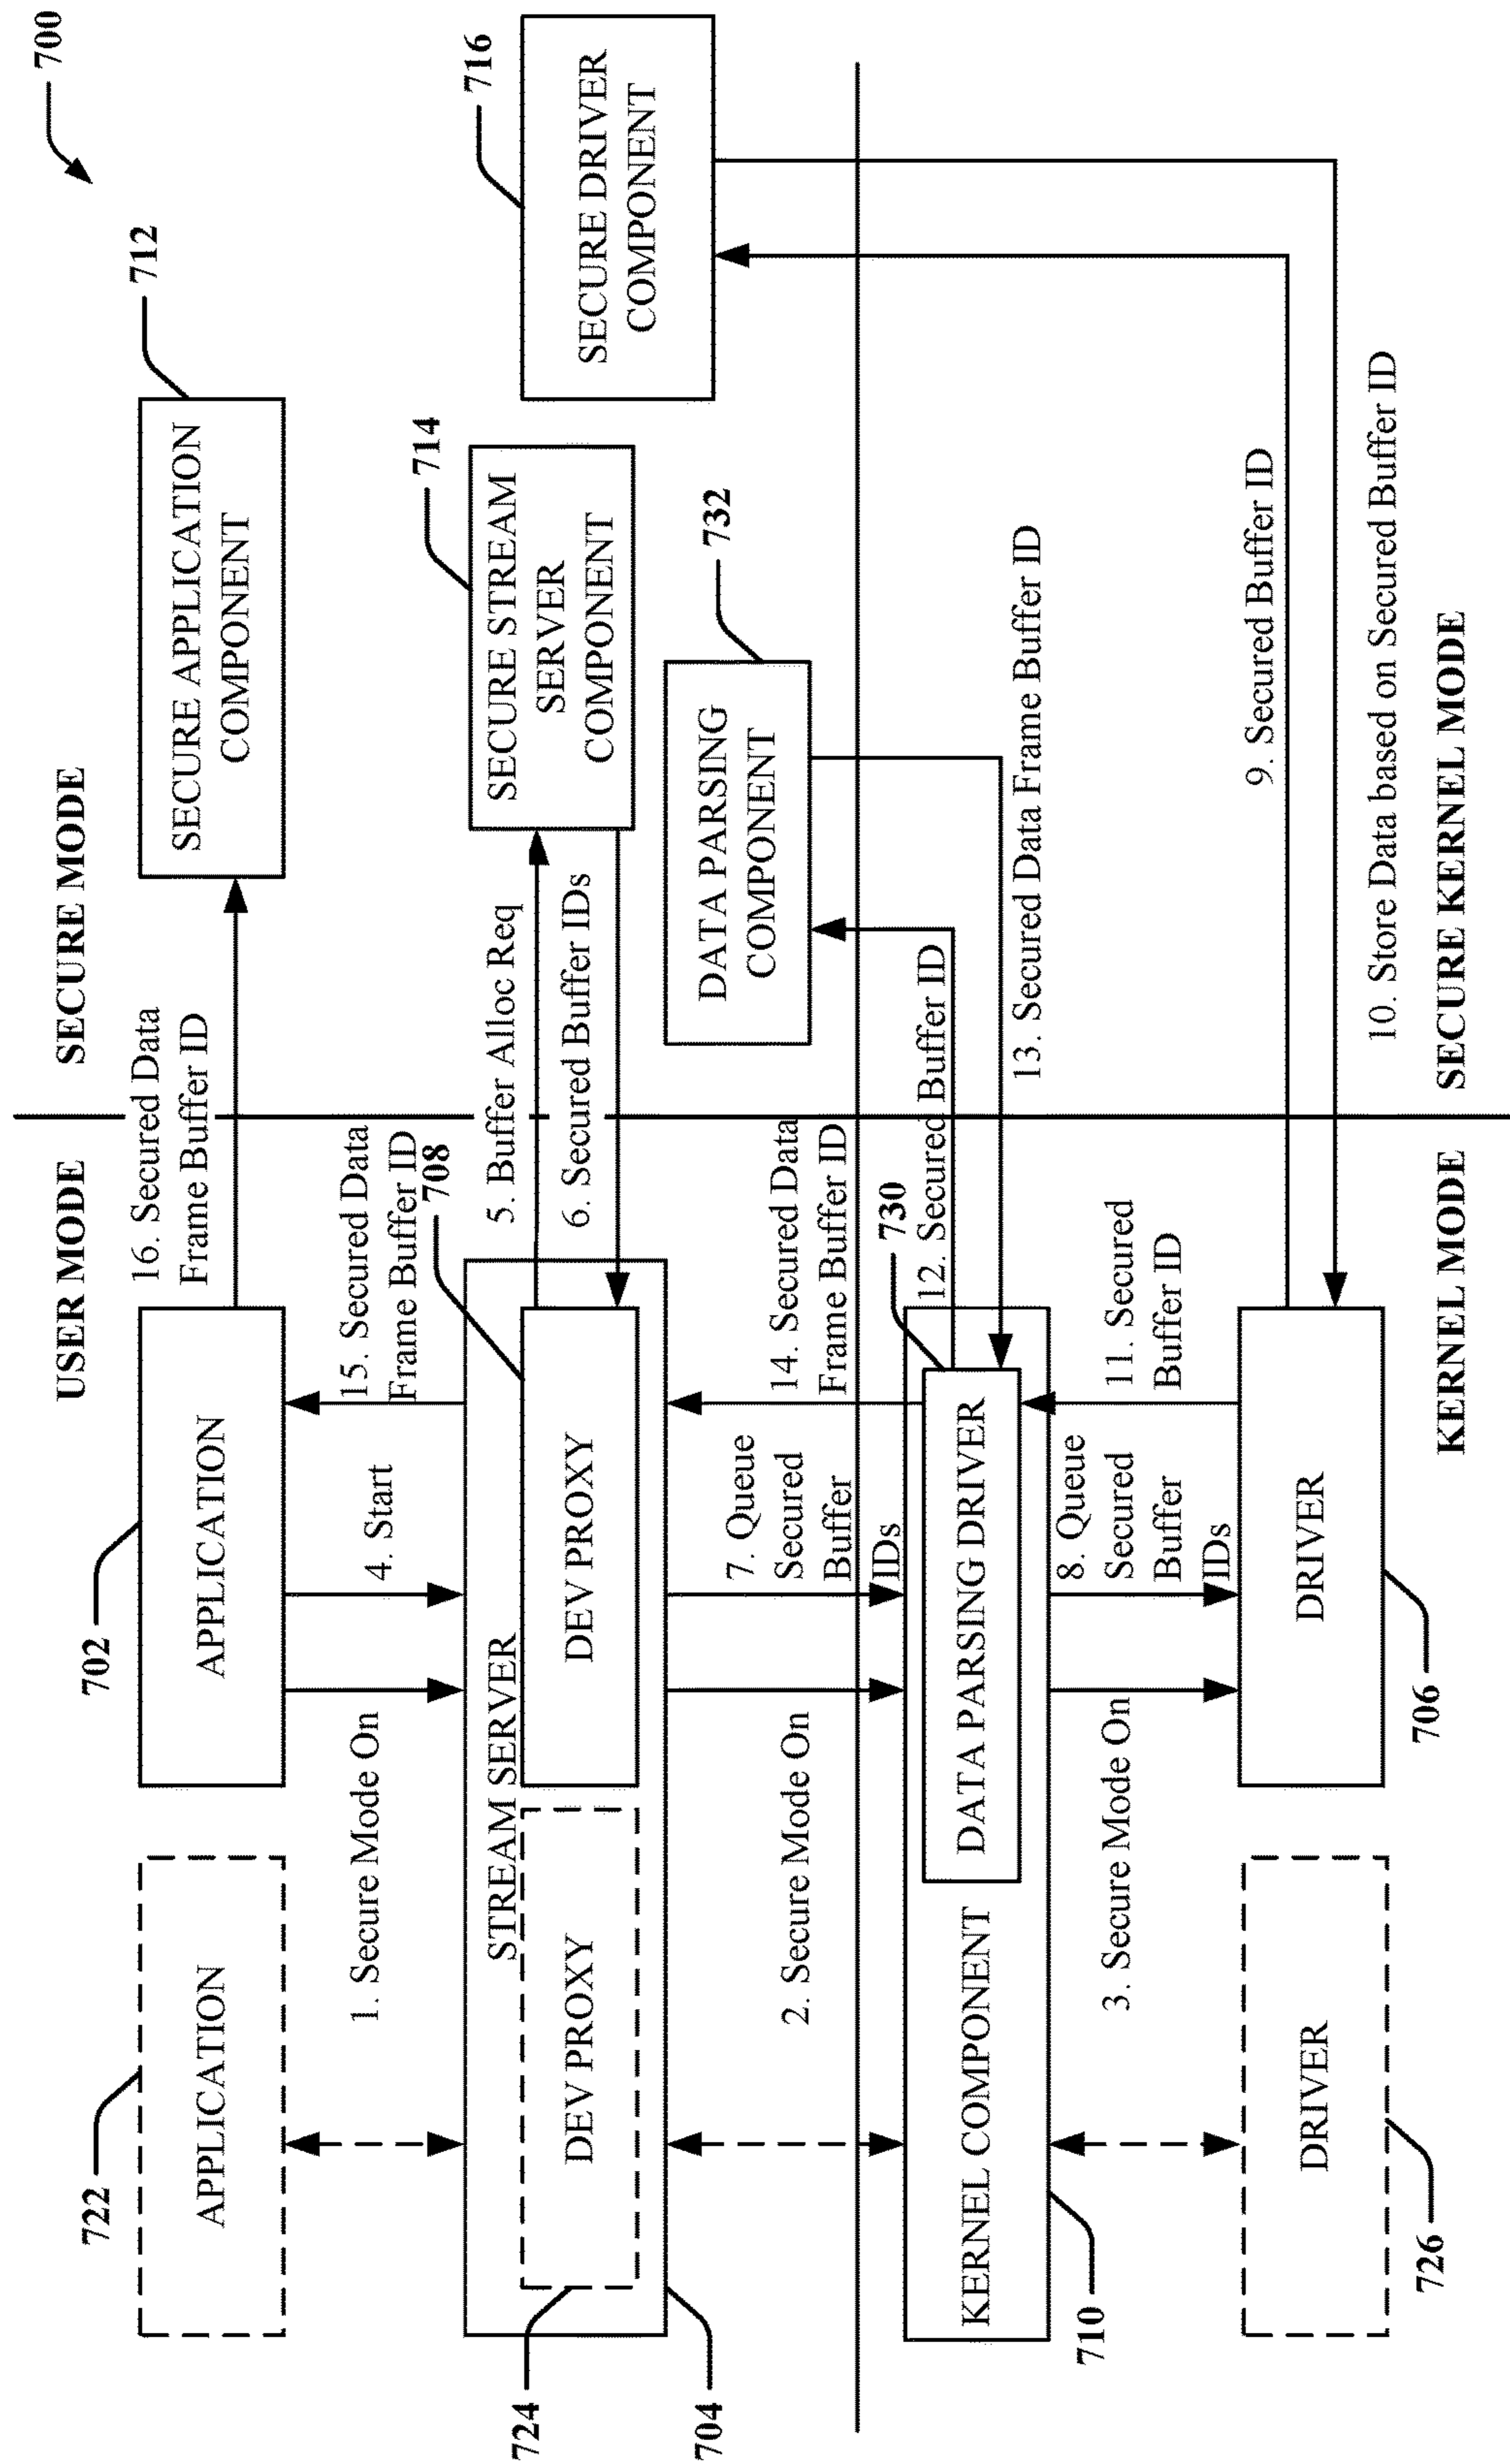 700
USER MODE
SECURE MODE
722
APPLICATION
702
APPLICATION
16. Secured Data
Frame Buffer ID
SECURE APPLICATION
COMPONENT
712
1. Secure Mode On
4. Start
15. Secured Data
Frame Buffer ID
708
STREAM SERVER
DEV PROXY
DEV PROXY
724
704
5. Buffer Alloc Req
6. Secured Buffer IDs
SECURE STREAM
SERVER
COMPONENT
714
SECURE DRIVER
COMPONENT
716
2. Secure Mode On
7. Queue
Secured
Buffer
IDs
14. Secured Data
Frame Buffer ID
DATA PARSING
COMPONENT
732
730
12. Secured Buffer ID
13. Secured Data Frame Buffer ID
KERNEL COMPONENT
DATA PARSING DRIVER
710
3. Secure Mode On
8. Queue
Secured
Buffer
IDs
11. Secured
Buffer ID
9. Secured Buffer ID
DRIVER
726
DRIVER
706
10. Store Data based on Secured Buffer ID
KERNEL MODE
SECURE KERNEL MODE